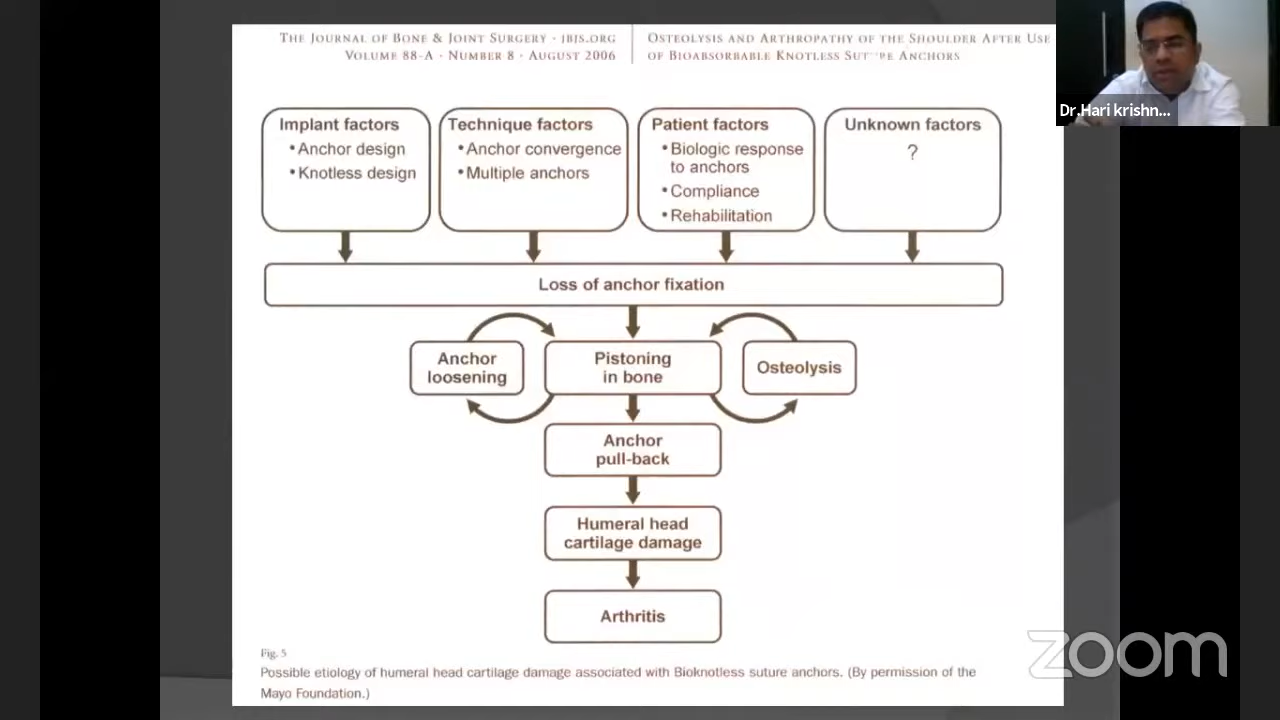 THE JOURNAL OF BONE & JOINT SURGERY · JBJS.ORG
VOLUME 88-A · NUMBER 8 · AUGUST 2006
OSTEOLYSIS AND ARTHROPATHY OF THE SHOULDER AFTER USE
OF BIOABSORBABLE KNOTLESS SUTURE ANCHORS
Dr.Hari krishn...
Implant factors
•Anchor design
•Knotless design
Technique factors
•Anchor convergence
•Multiple anchors
Patient factors
•Biologic response
to anchors
•Compliance
•Rehabilitation
Unknown factors
?
Loss of anchor fixation
Anchor
loosening
Pistoning
in bone
Osteolysis
Anchor
pull-back
Humeral head
cartilage damage
Arthritis
Fig. 5
Possible etiology of humeral head cartilage damage associated with Bioknotless suture anchors. (By permission of the
Mayo Foundation.)
zoom